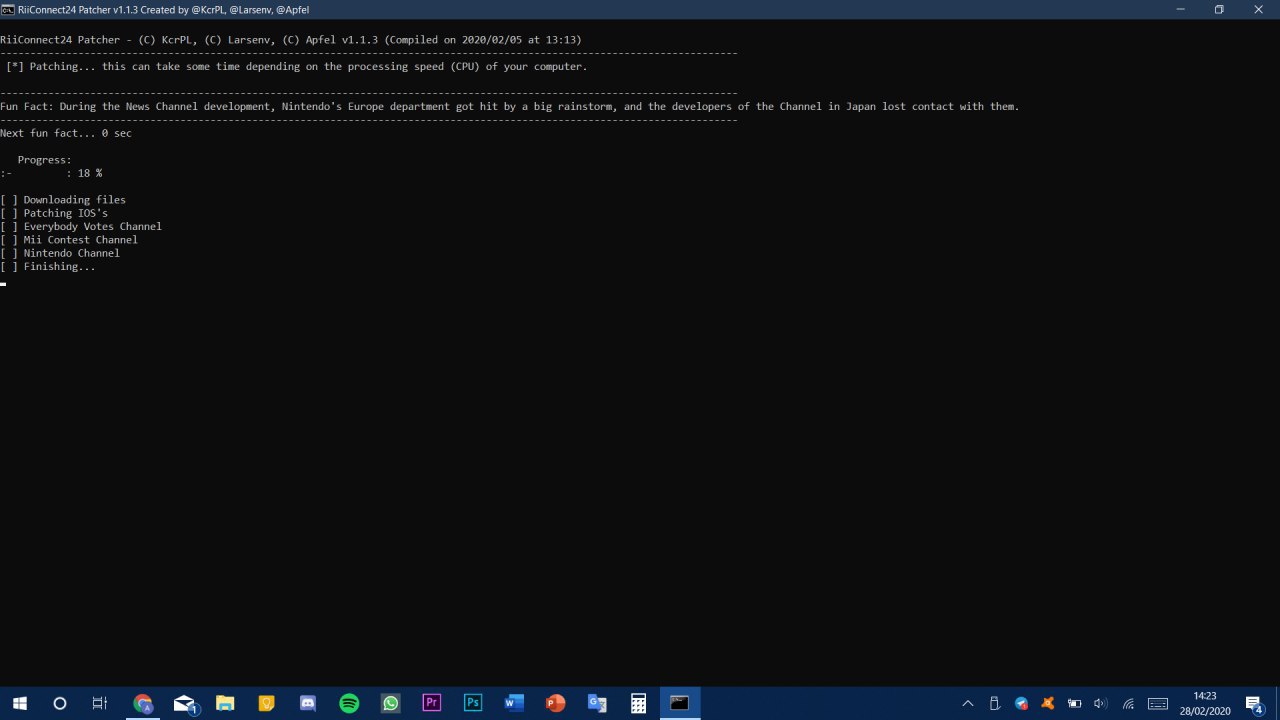 RiiConnect24 Patcher v1.1.3 Created by @KcrPL, @Larsenv, @Apfel
RiiConnect24 Patcher - (C) KcrPL, (C) Larsenv, (C) Apfel v1.1.3 (Compiled on 2020/02/05 at 13:13)
---------------------------------------------------------------------------------------------------------------------------
[*] Patching... this can take some time depending on the processing speed (CPU) of your computer.
---------------------------------------------------------------------------------------------------------------------------
Fun Fact: During the News Channel development, Nintendo's Europe department got hit by a big rainstorm, and the developers of the Channel in Japan lost contact with them.
---------------------------------------------------------------------------------------------------------------------------
Next fun fact... 0 sec
Progress:
:-         : 18 %
[ ] Downloading files
[ ] Patching IOS's
[ ] Everybody Votes Channel
[ ] Mii Contest Channel
[ ] Nintendo Channel
[ ] Finishing...
1
Pr
Ps
W
P
14:23
28/02/2020
4